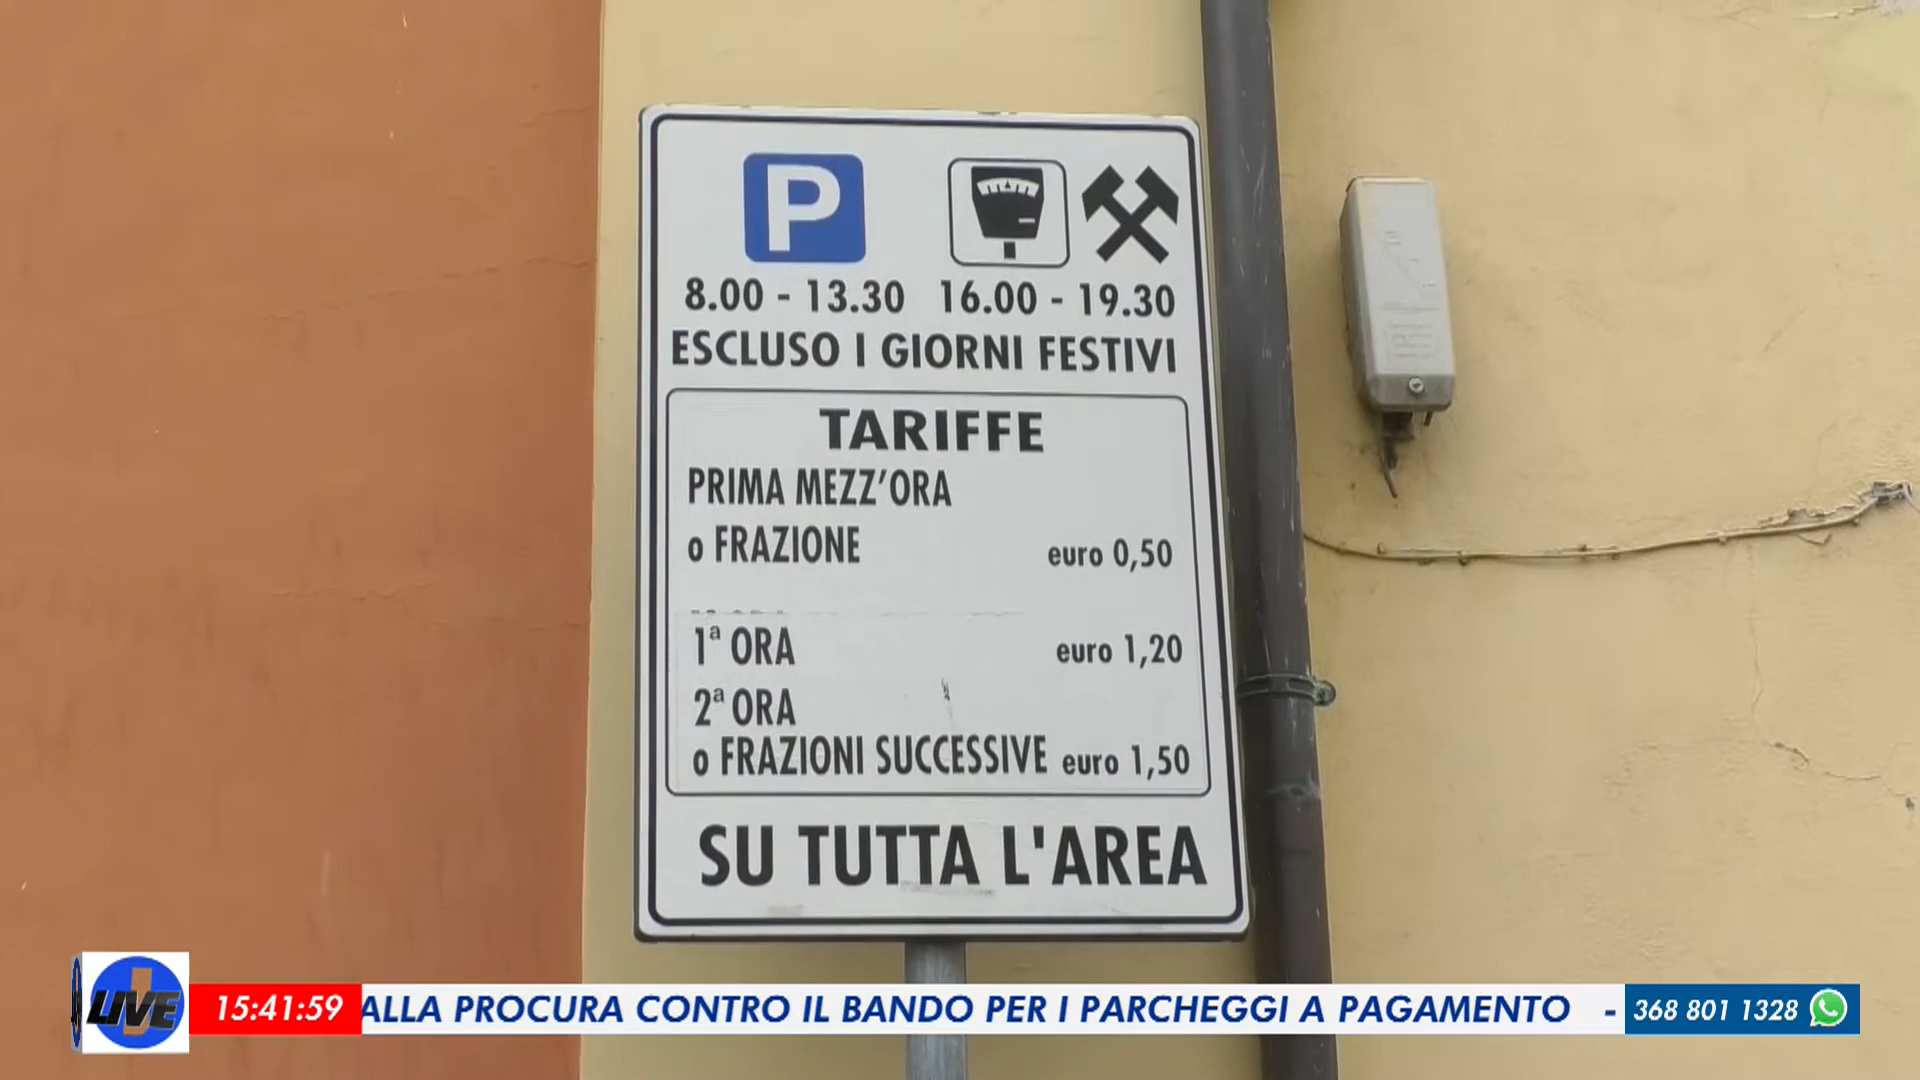 P
8.00 - 13.30 16.00 - 19.30
ESCLUSO I GIORNI FESTIVI
TARIFFE
PRIMA MEZZ'ORA
o FRAZIONE euro 0,50
1ª ORA euro 1,20
2ª ORA
o FRAZIONI SUCCESSIVE euro 1,50
SU TUTTA L'AREA
J LIVE
15:41:59 ALLA PROCURA CONTRO IL BANDO PER I PARCHEGGI A PAGAMENTO - 368 801 1328